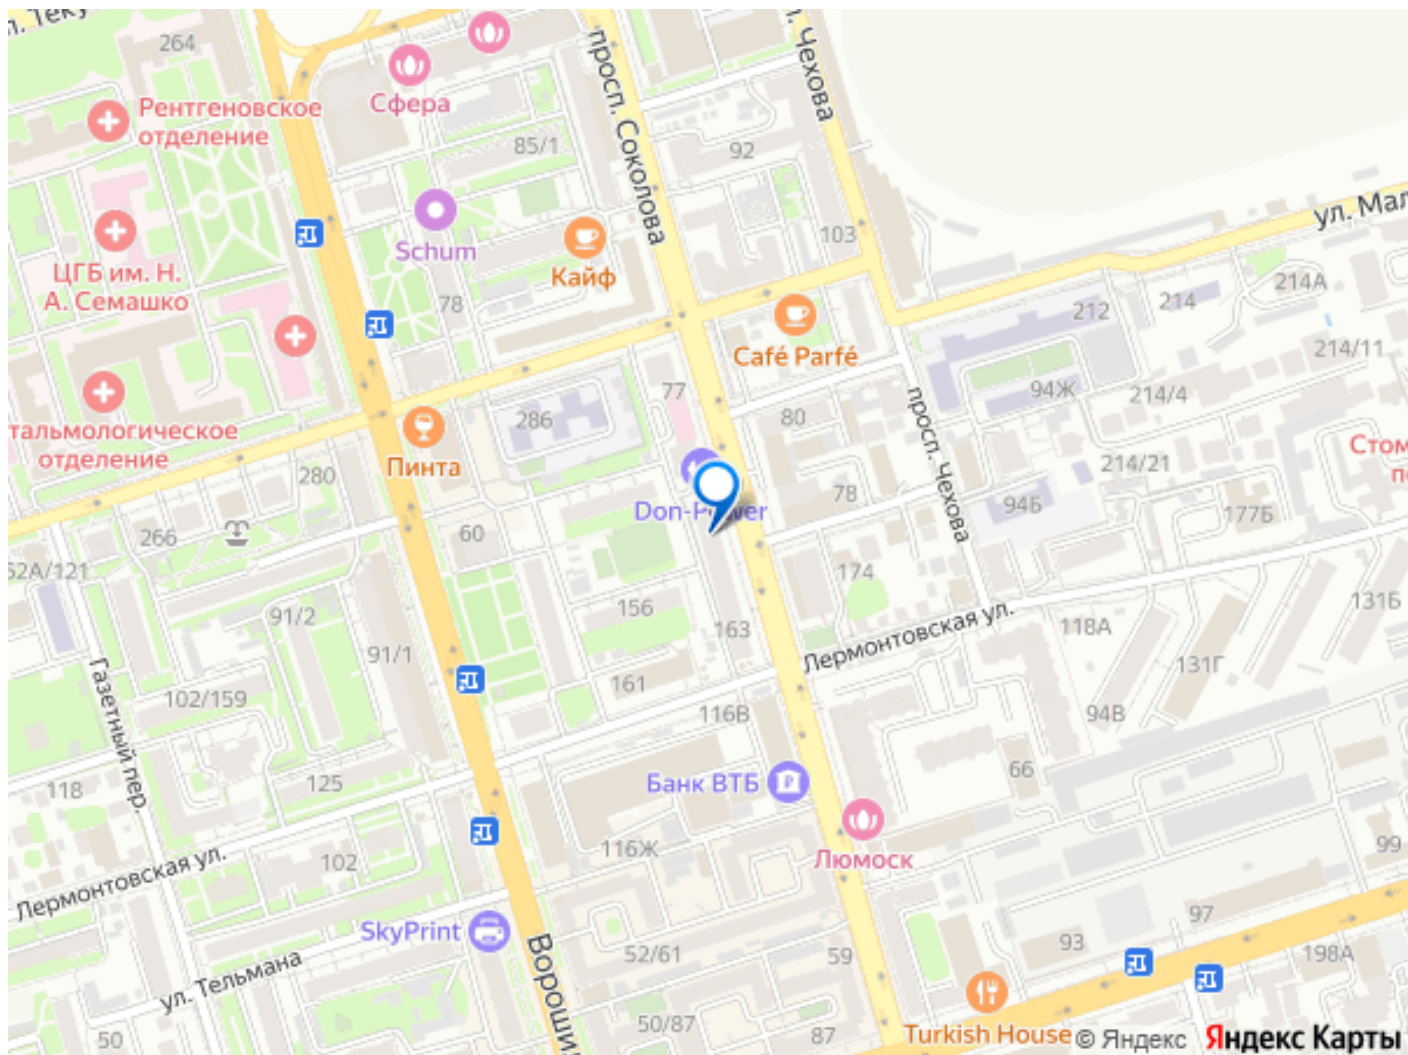 л. Теку
264
Сфера
просп. Соколова
л. Чехова
Рентгеновское
отделение
85/1
92
ул. Мал
Schum
Кайф
103
ЦГБ им. Н.
А. Семашко
78
Café Parfé
212
214
214А
214/11
77
286
80
94Ж
214/4
просп. Чехова
тальмологическое
отделение
Пинта
280
Стом
по
214/21
78
Don-Power
94Б
177Б
266
60
52А/121
174
156
91/2
163
Лермонтовская ул.
118А
131Б
91/1
131Г
Газетный пер.
102/159
161
116В
94В
118
125
Банк ВТБ
66
102
116Ж
Люмоск
99
Лермонтовская ул.
SkyPrint
Ворошил
52/61
59
93
97
198А
ул. Тельмана
50
50/87
87
Turkish House
© Яндекс Яндекс Карты